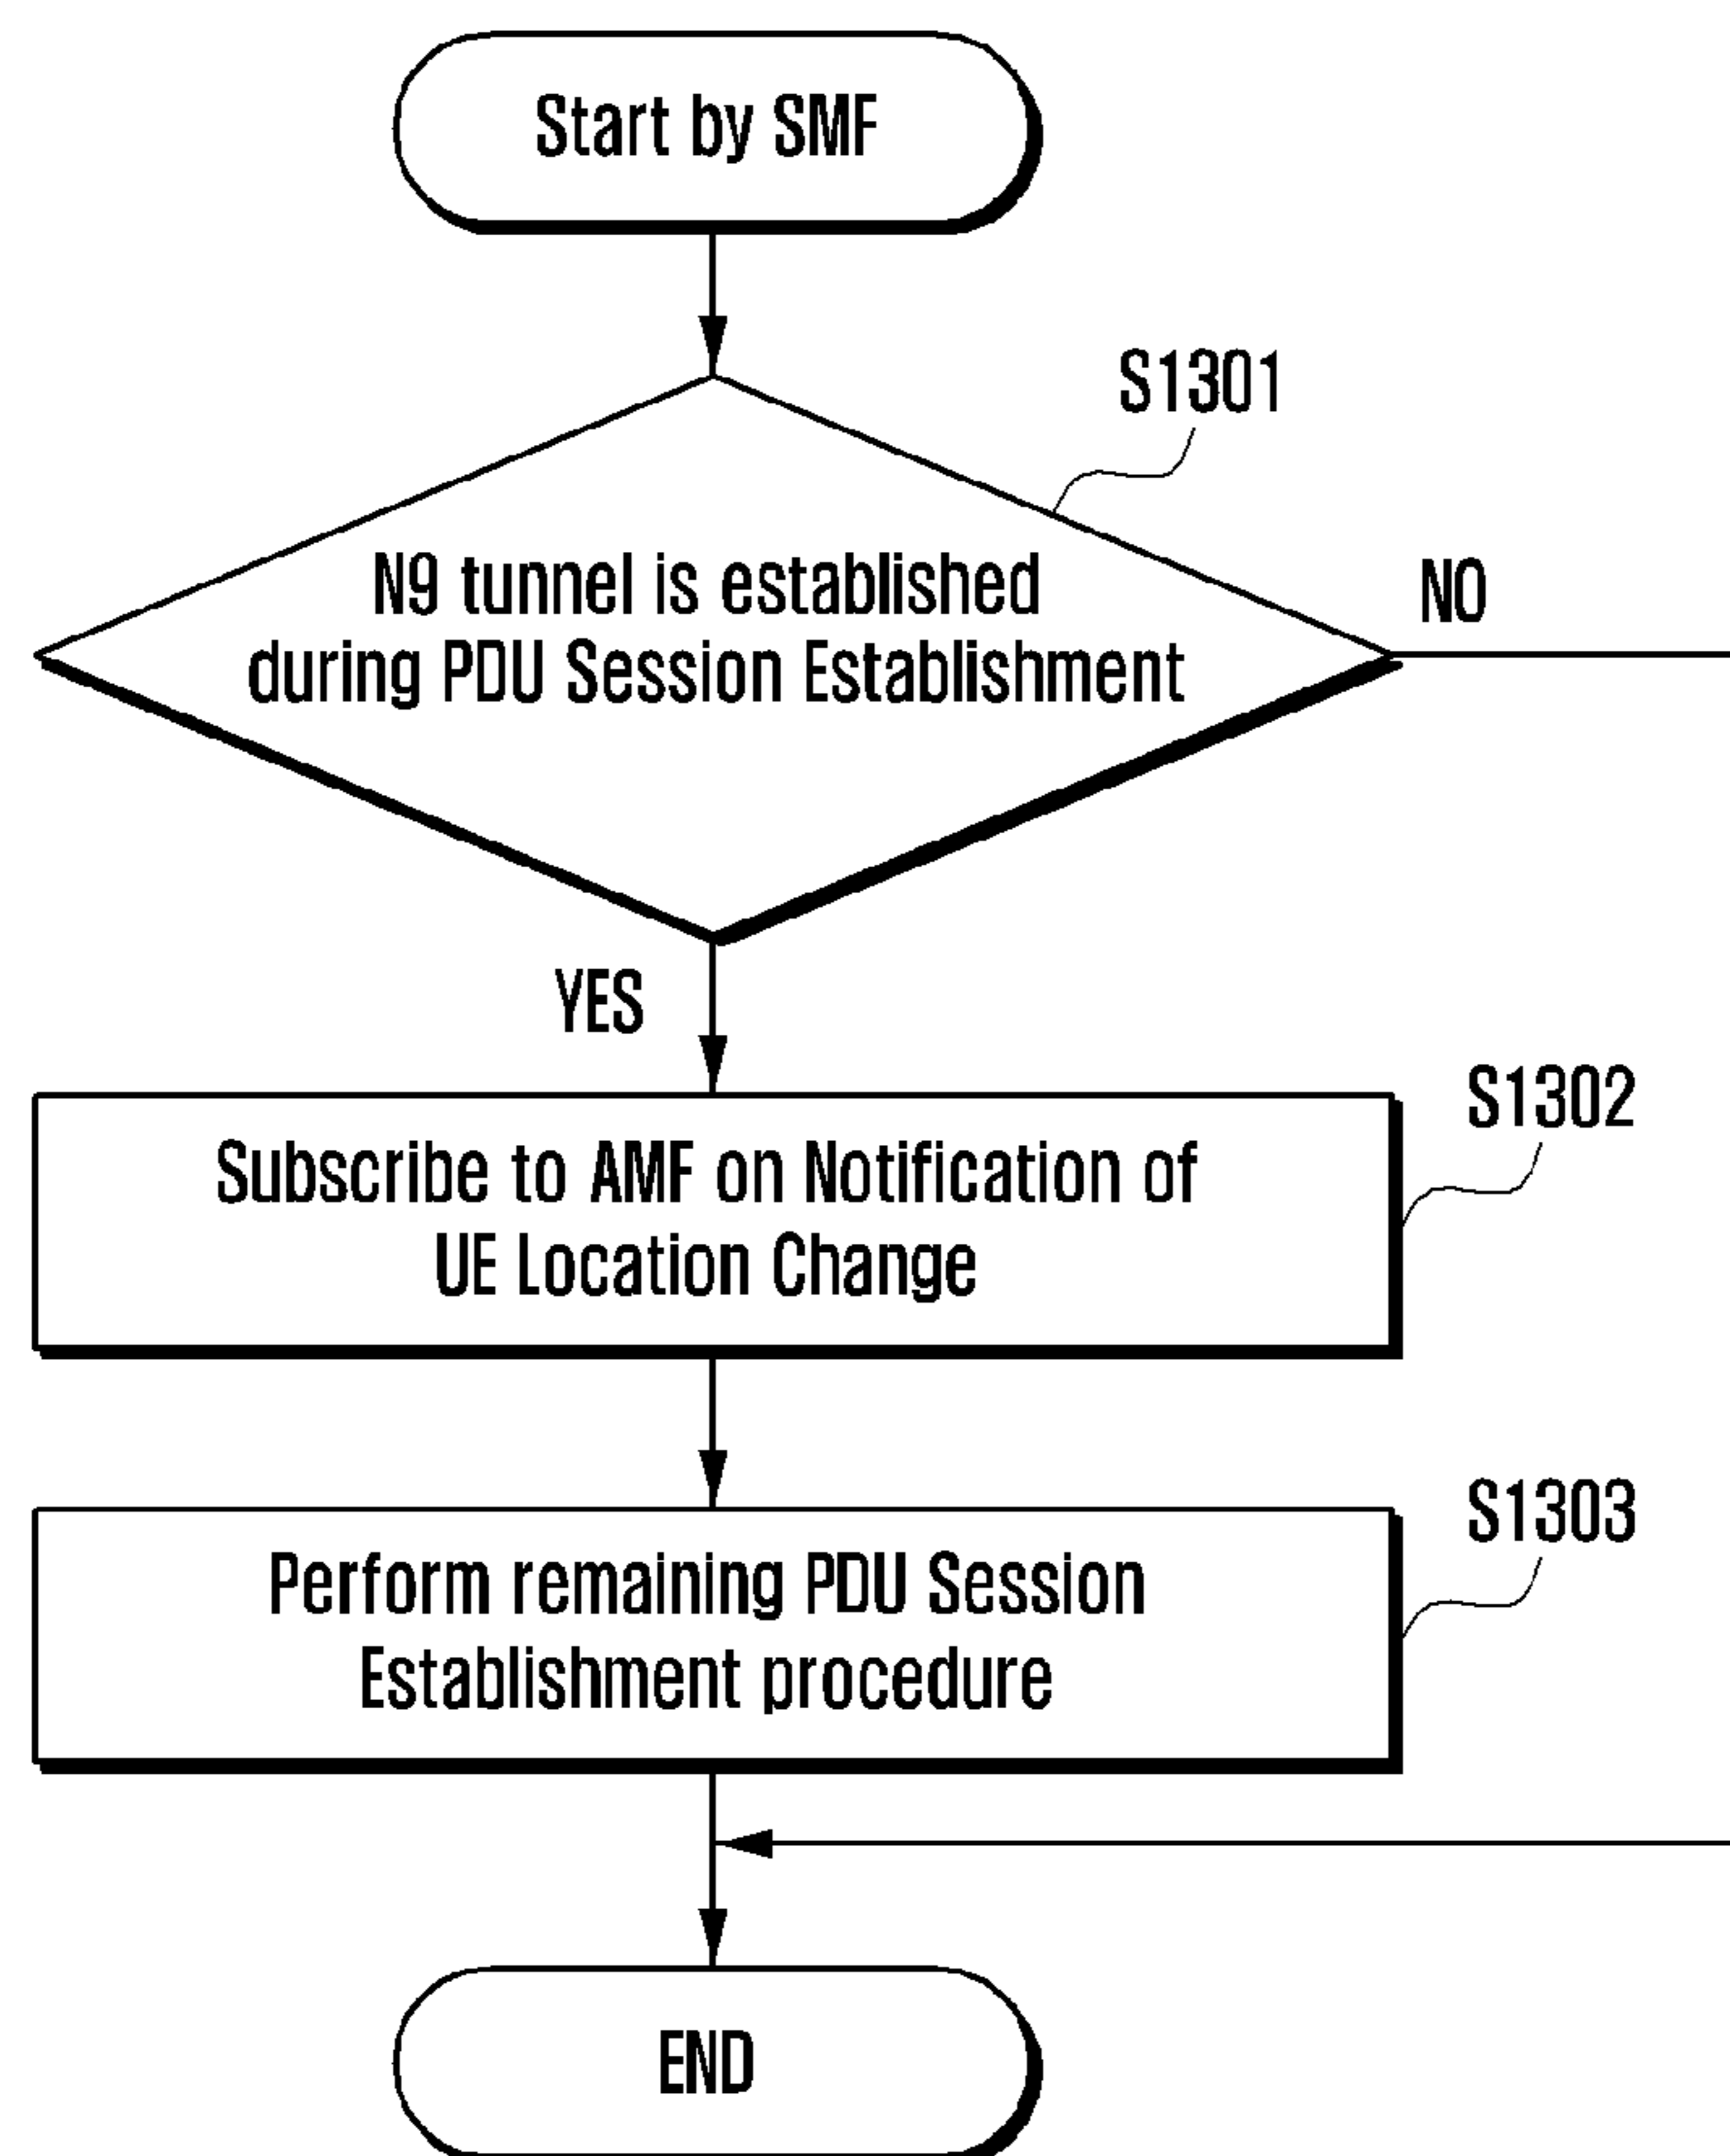 Start by SMF
S1301
N9 tunnel is established
during PDU Session Establishment
NO
YES
S1302
Subscribe to AMF on Notification of
UE Location Change
S1303
Perform remaining PDU Session
Establishment procedure
END